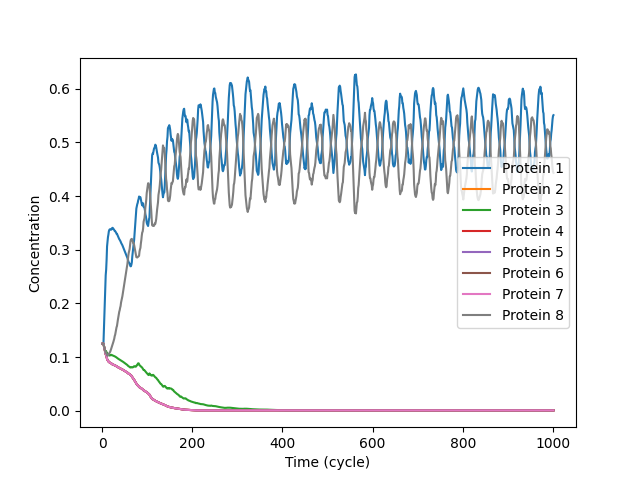 0.6
0.5
0.4
0.3
0.2
0.1
0.0
Concentration
Protein 1
Protein 2
Protein 3
Protein 4
Protein 5
Protein 6
Protein 7
Protein 8
0 200 400 600 800 1000
Time (cycle)